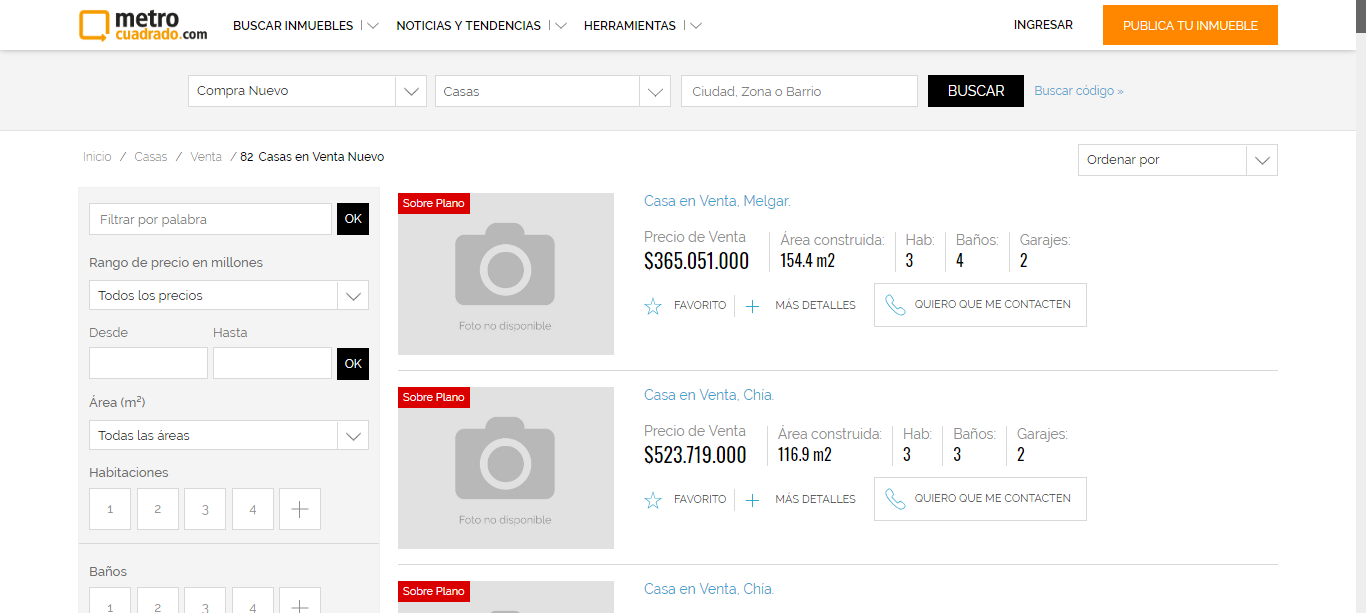 metro
cuadrado.com
BUSCAR INMUEBLES
NOTICIAS Y TENDENCIAS
HERRAMIENTAS
INGRESAR
PUBLICA TU INMUEBLE
Compra Nuevo
Casas
Ciudad, Zona o Barrio
BUSCAR
Buscar código »
Inicio / Casas / Venta / 82 Casas en Venta Nuevo
Ordenar por
Filtrar por palabra
OK
Rango de precio en millones
Todos los precios
Desde
Hasta
OK
Área (m²)
Todas las áreas
Habitaciones
1 2 3 4 +
Baños
1 2 3 4 +
Sobre Plano
Foto no disponible
Casa en Venta, Melgar.
Precio de Venta
$365.051.000
Área construida:
154.4 m2
Hab:
3
Baños:
4
Garajes:
2
FAVORITO
MÁS DETALLES
QUIERO QUE ME CONTACTEN
Sobre Plano
Foto no disponible
Casa en Venta, Chía.
Precio de Venta
$523.719.000
Área construida:
116.9 m2
Hab:
3
Baños:
3
Garajes:
2
FAVORITO
MÁS DETALLES
QUIERO QUE ME CONTACTEN
Sobre Plano
Casa en Venta, Chía.